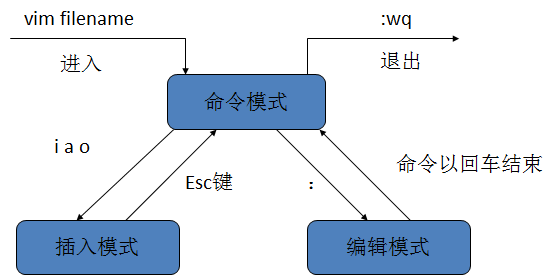 vim filename
:wq
进入
退出
命令模式
i a o
Esc键
:
命令以回车结束
插入模式
编辑模式